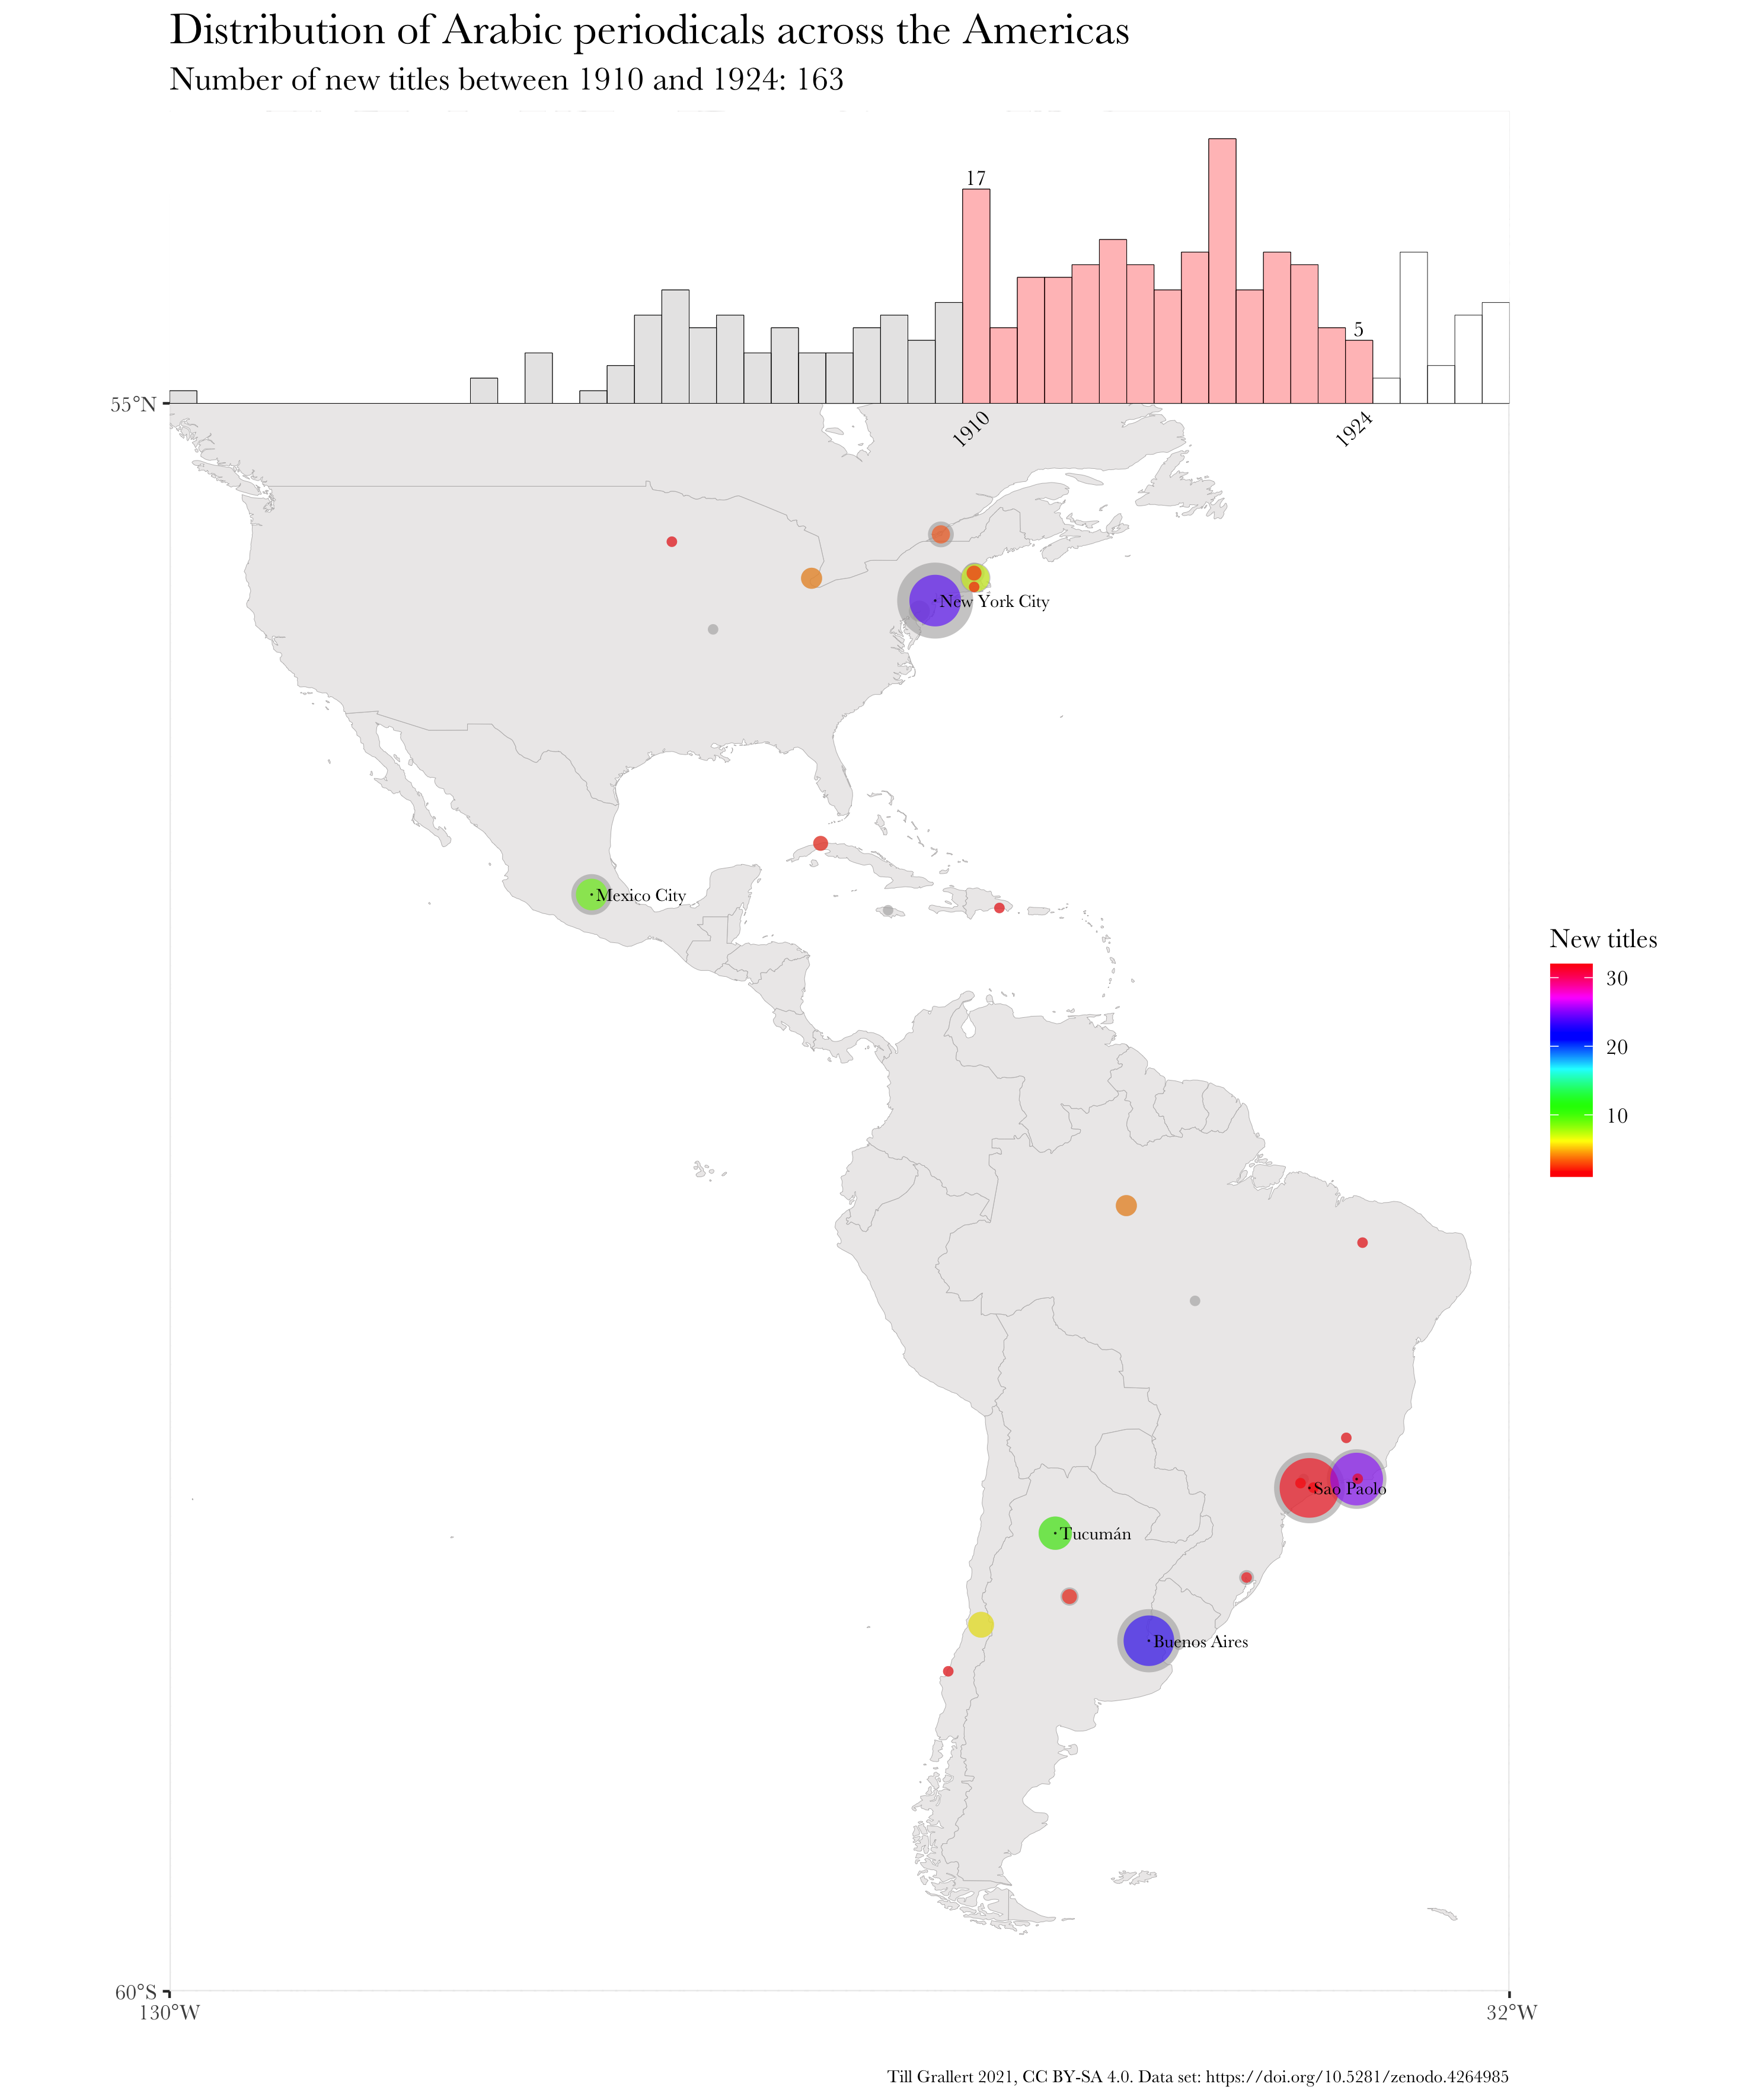 Distribution of Arabic periodicals across the Americas
Number of new titles between 1910 and 1924: 163
17
5
55°N
1910
1924
New York City
Mexico City
New titles
30
20
10
Sao Paolo
Tucumán
Buenos Aires
60°S
130°W
32°W
Till Grallert 2021, CC BY-SA 4.0. Data set: https://doi.org/10.5281/zenodo.4264985